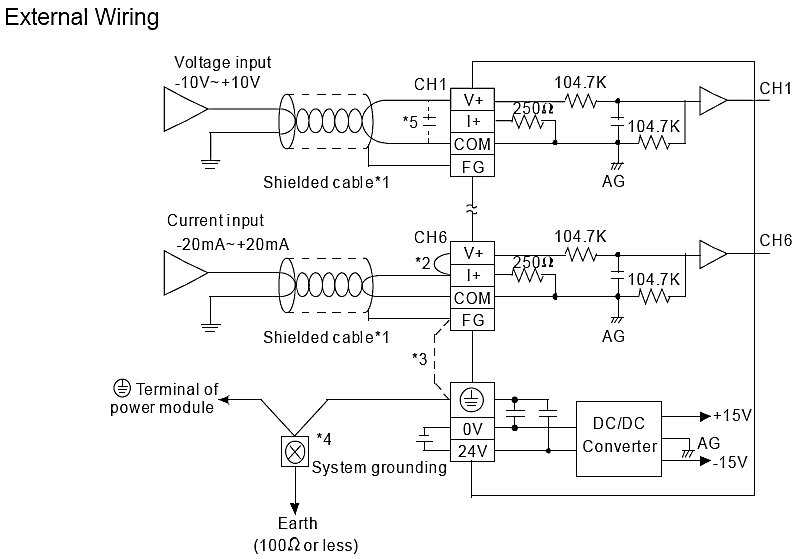 External Wiring
Voltage input
-10V~+10V
CH1
V+
I+
COM
FG
*5
250Ω
104.7K
104.7K
AG
CH1
Shielded cable*1
Current input
-20mA~+20mA
CH6
*2
V+
I+
COM
FG
250Ω
104.7K
104.7K
AG
CH6
Shielded cable*1
*3
Terminal of
power module
*4
System grounding
0V
24V
DC/DC
Converter
+15V
AG
-15V
Earth
(100Ω or less)